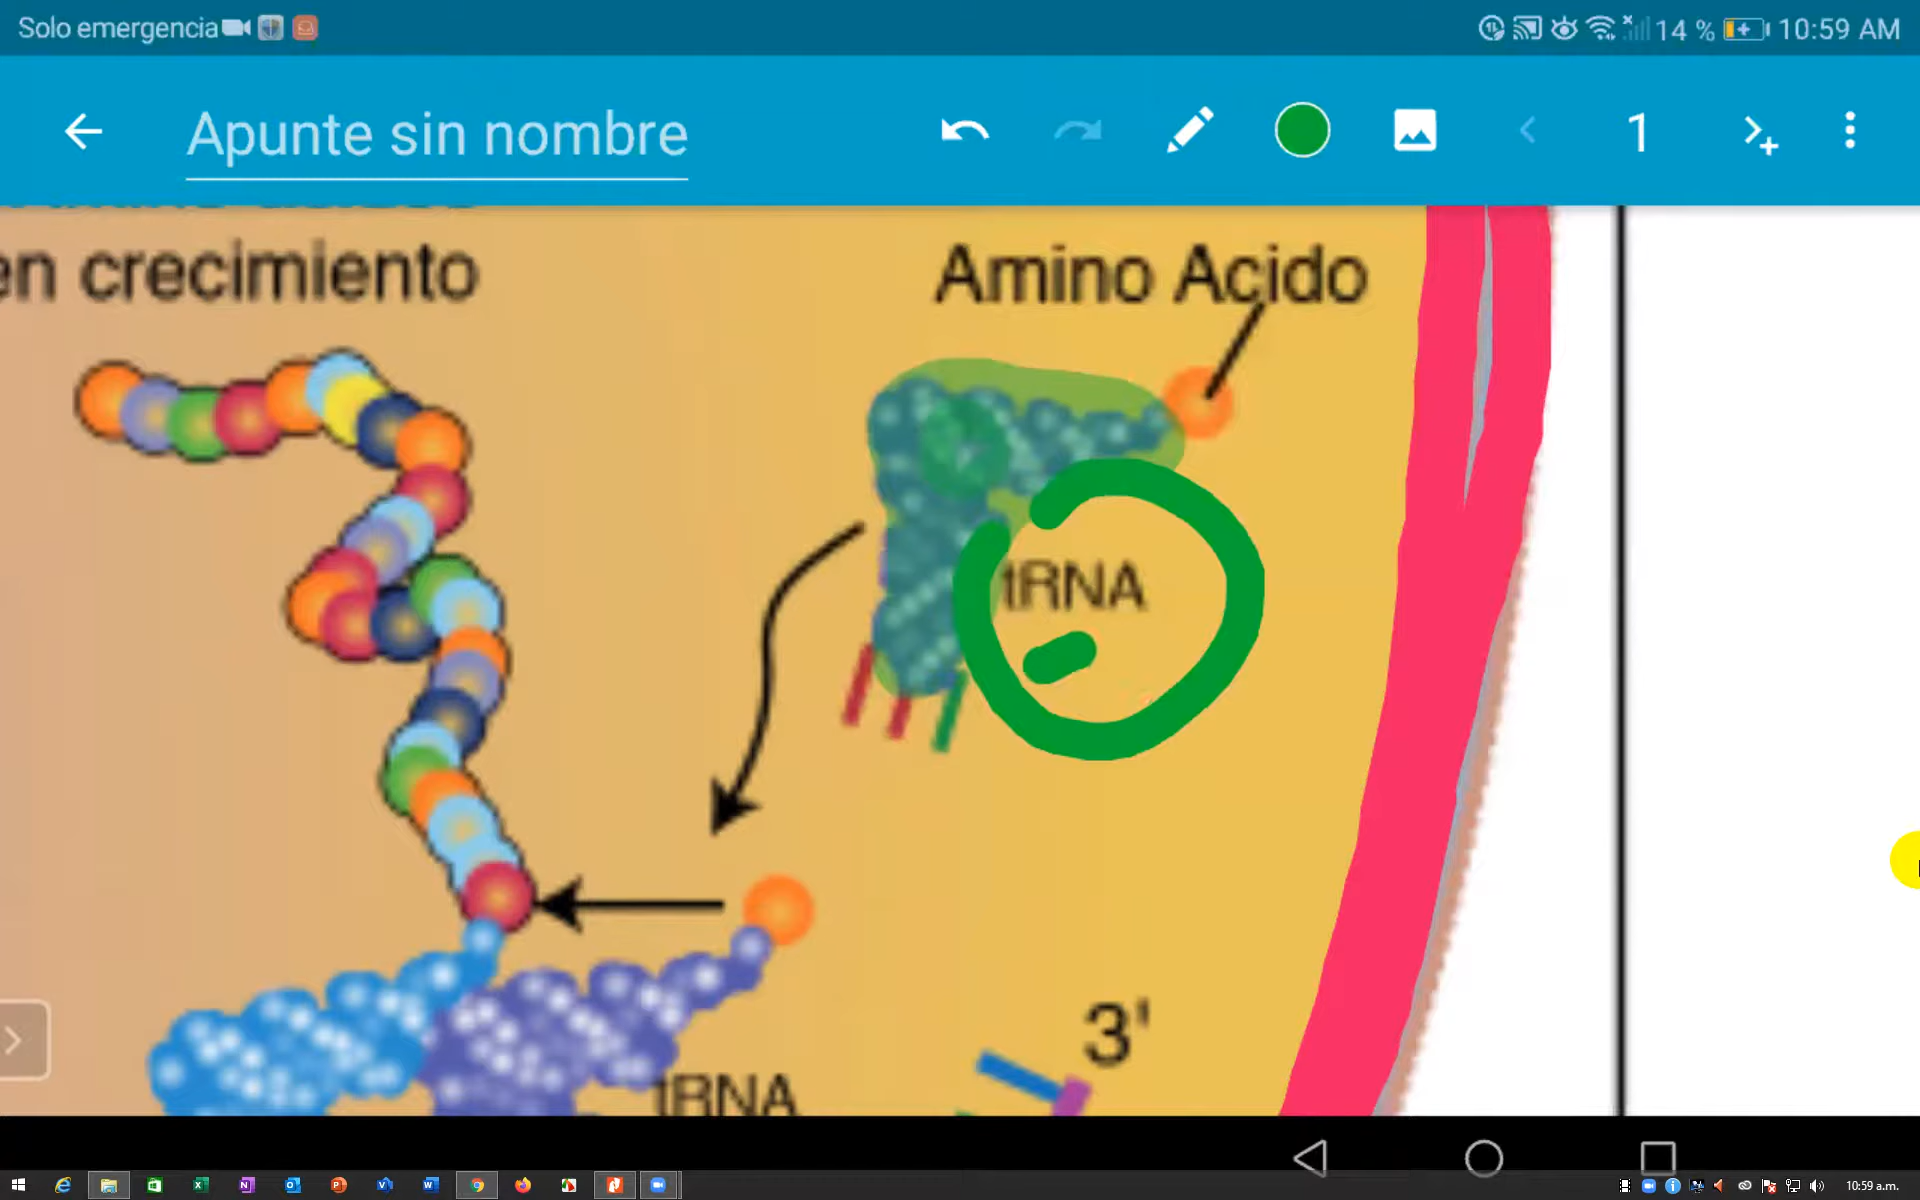 Solo emergencia 14 % 10:59 AM
Apunte sin nombre 1
en crecimiento
Amino Acido
tRNA
3'
tRNA
10:59 a.m.